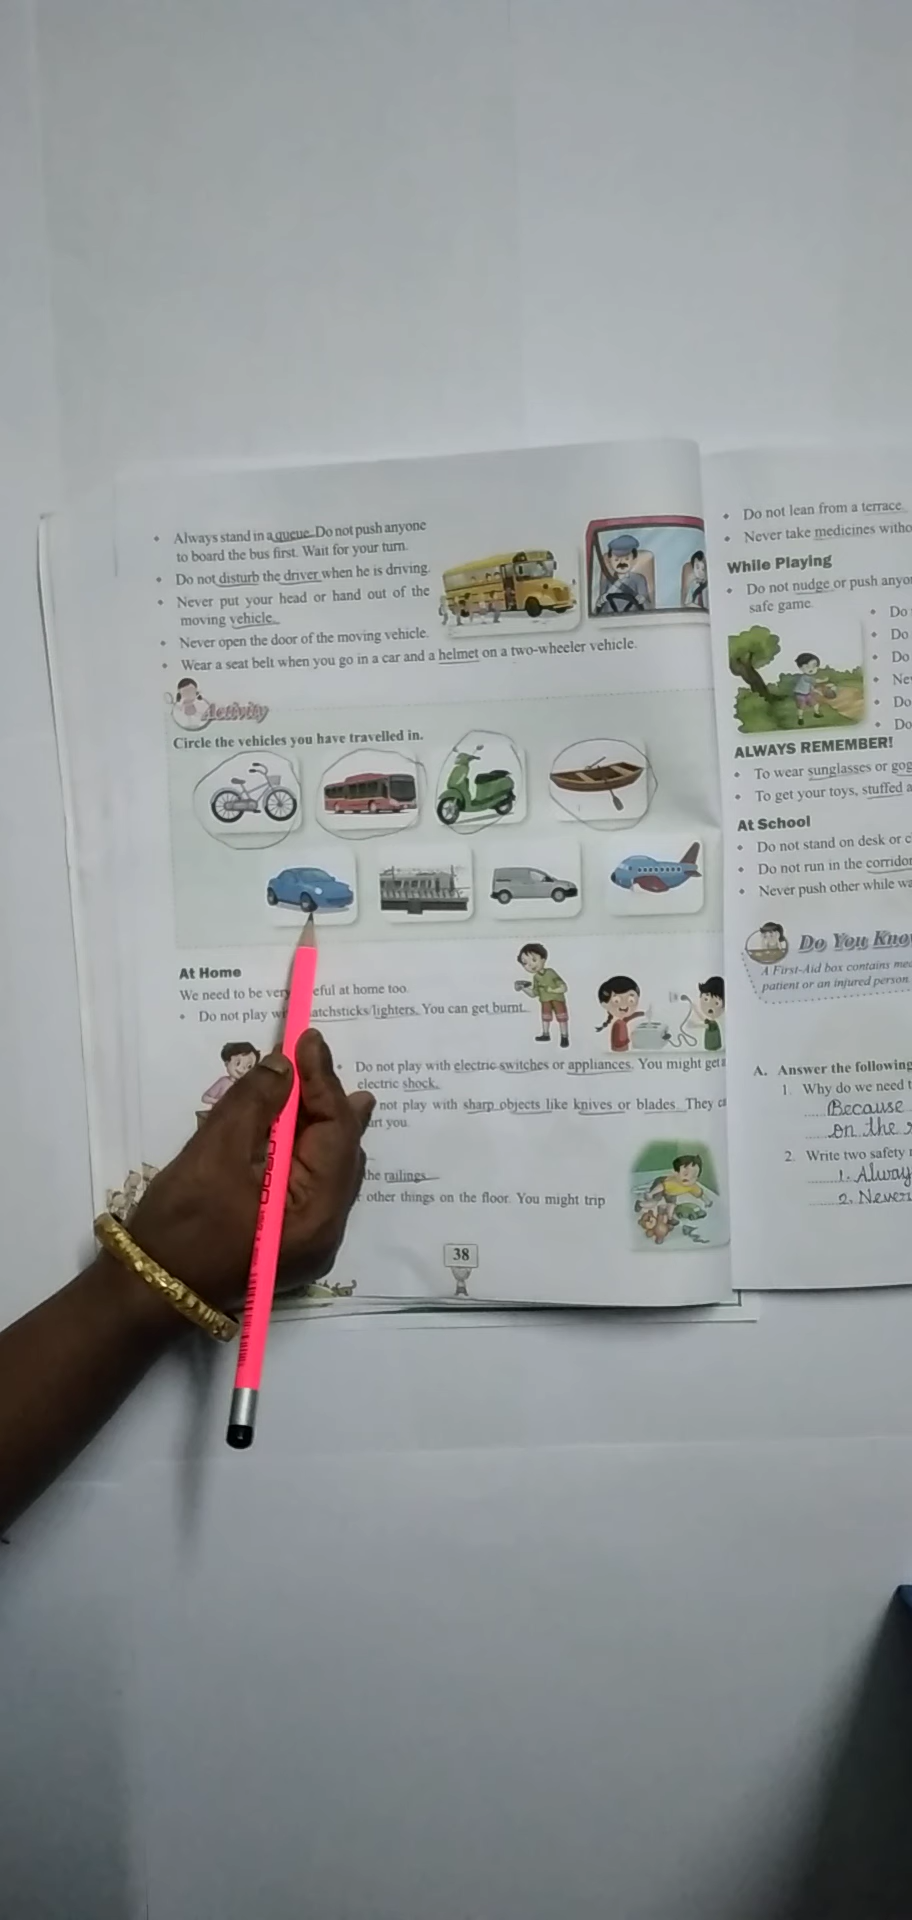 • Always stand in a queue. Do not push anyone
to board the bus first. Wait for your turn.
• Do not disturb the driver when he is driving.
• Never put your head or hand out of the
moving vehicle.
• Never open the door of the moving vehicle.
• Wear a seat belt when you go in a car and a helmet on a two-wheeler vehicle.
Activity
Circle the vehicles you have travelled in.
At Home
We need to be very eful at home too.
• Do not play w atchsticks/lighters. You can get burnt.
• Do not play with electric switches or appliances. You might get a
electric shock.
not play with sharp objects like knives or blades. They
urt you.
he railings.
other things on the floor. You might trip
38
• Do not lean from a terrace
• Never take medicines witho
While Playing
• Do not nudge or push anyo
safe game.
• Do
• Do
• Do
• Ne
• Do
• Do
ALWAYS REMEMBER!
• To wear sunglasses or gog
• To get your toys, stuffed a
At School
• Do not stand on desk or c
• Do not run in the corridor
• Never push other while wa
Do You Kno
A First-Aid box contains me
patient or an injured person.
A. Answer the following
1. Why do we need t
Because
on the
2. Write two safety
1. Alway
2. Never